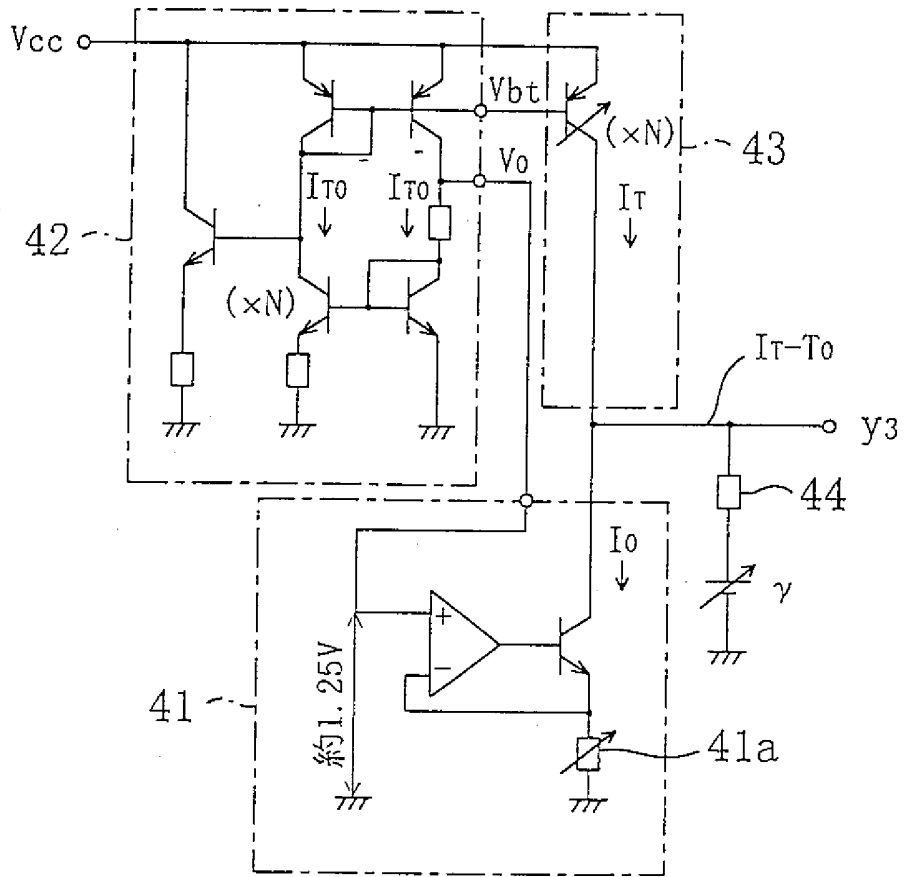 Vcc
Vbt
(×N)
43
V0
IT0
IT0
IT
42
(×N)
IT-T0
y3
44
I0
γ
+
-
41
約1.25V
41a